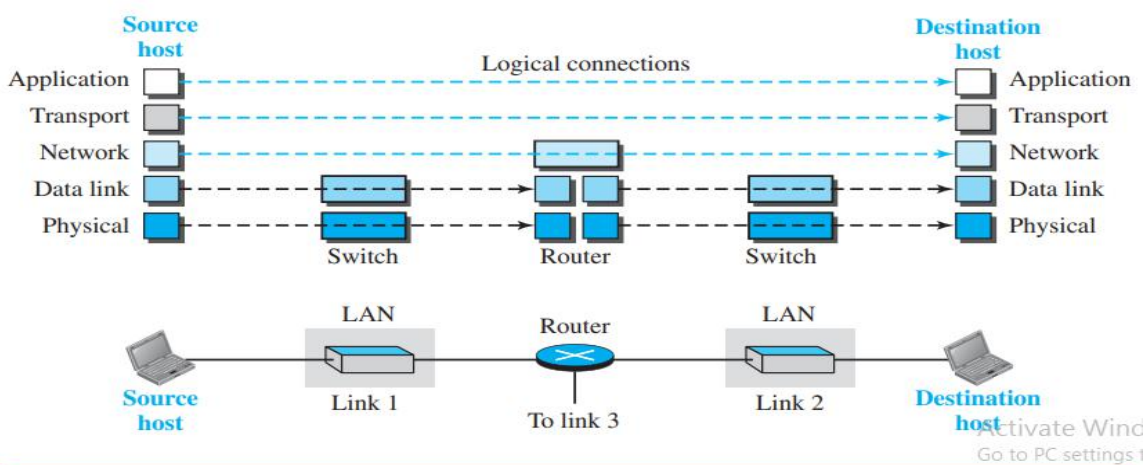 Source
host
Destination
host
Logical connections
Application
Application
Transport
Transport
Network
Network
Data link
Data link
Physical
Physical
Switch
Router
Switch
LAN
Router
LAN
Source
host
Link 1
To link 3
Link 2
Destination
host
Activate Wind
Go to PC settings t